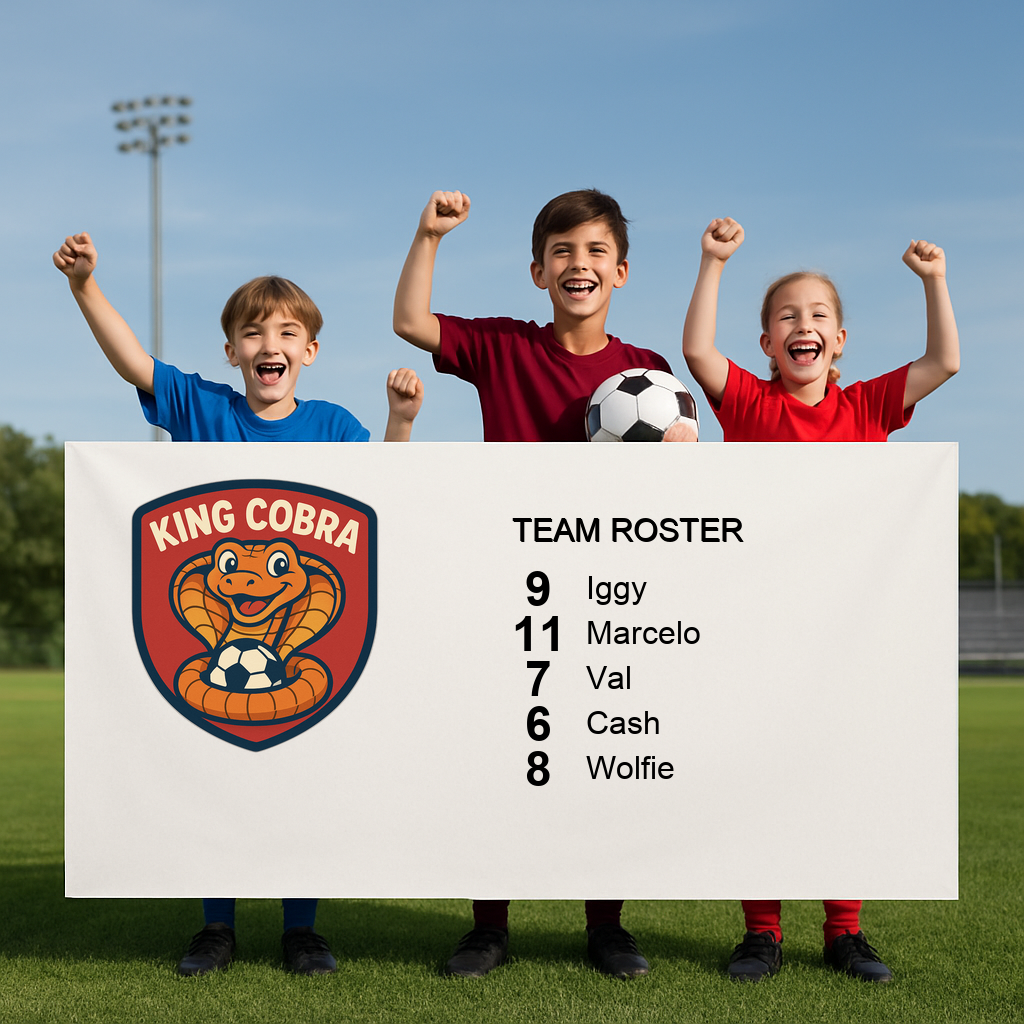 KING COBRA
TEAM ROSTER
9 Iggy
11 Marcelo
7 Val
6 Cash
8 Wolfie